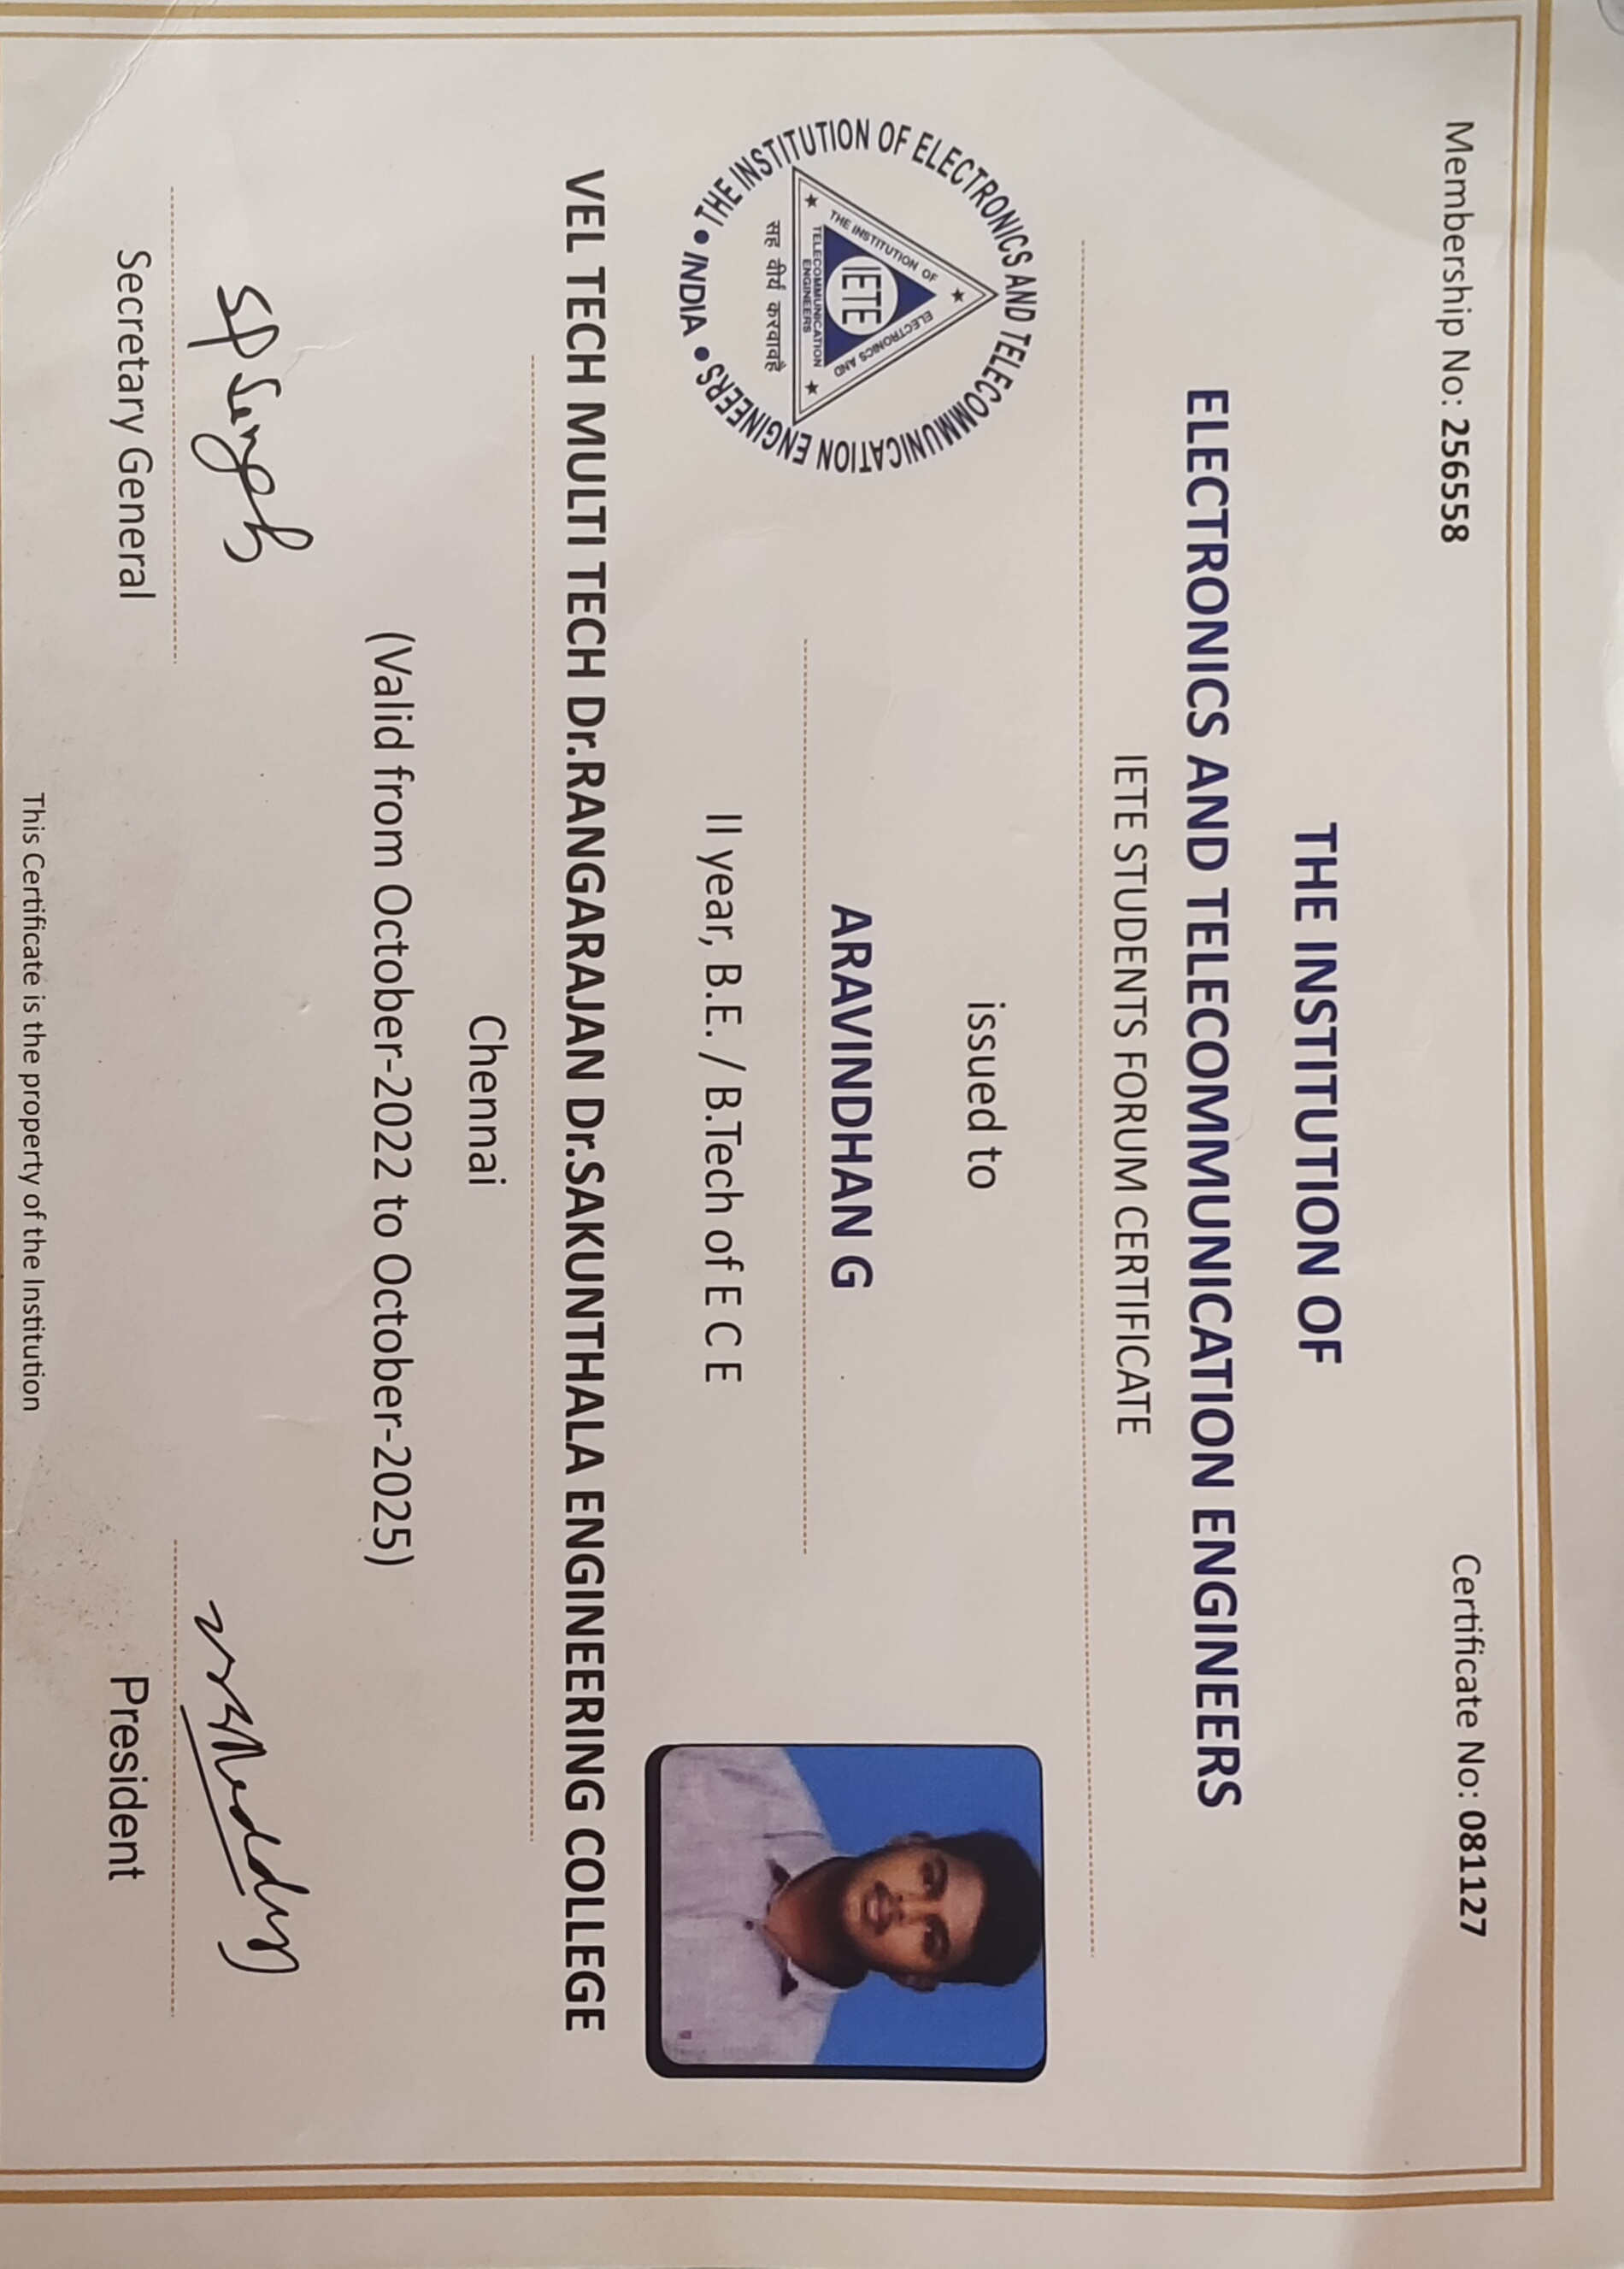 Membership No: 256558
Certificate No: 081127
THE INSTITUTION OF
ELECTRONICS AND TELECOMMUNICATION ENGINEERS
IETE STUDENTS FORUM CERTIFICATE
THE INSTITUTION OF ELECTRONICS AND TELECOMMUNICATION ENGINEERS • INDIA •
THE INSTITUTION OF
ELECTRONICS AND
IETE
TELECOMMUNICATION
ENGINEERS
सह वीर्यं करवावहै
issued to
ARAVINDHAN G
II year, B.E. / B.Tech of E C E
VEL TECH MULTI TECH Dr.RANGARAJAN Dr.SAKUNTHALA ENGINEERING COLLEGE
Chennai
(Valid from October-2022 to October-2025)
SP Singh
Secretary General
President
This Certificate is the property of the Institution